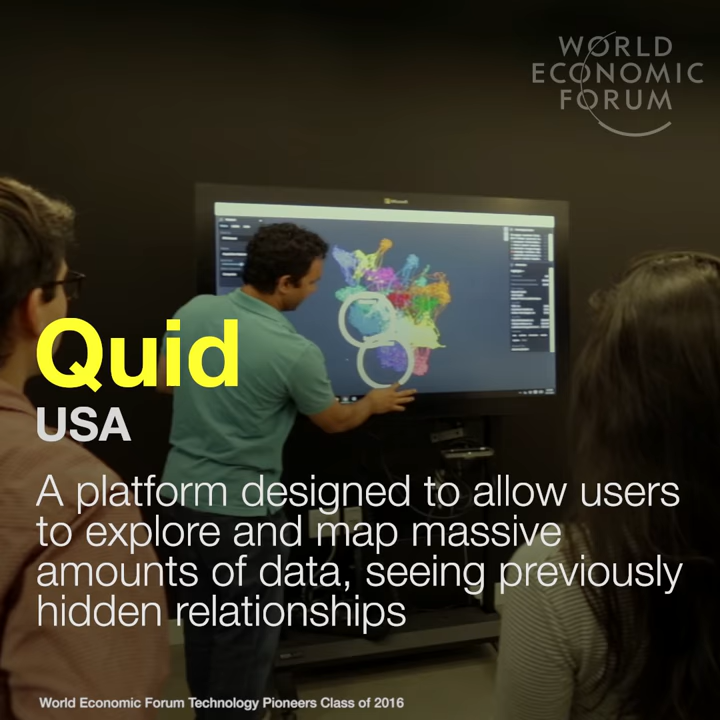 WORLD
ECONOMIC
FORUM
Microsoft
Quid
USA
A platform designed to allow users
to explore and map massive
amounts of data, seeing previously
hidden relationships
World Economic Forum Technology Pioneers Class of 2016